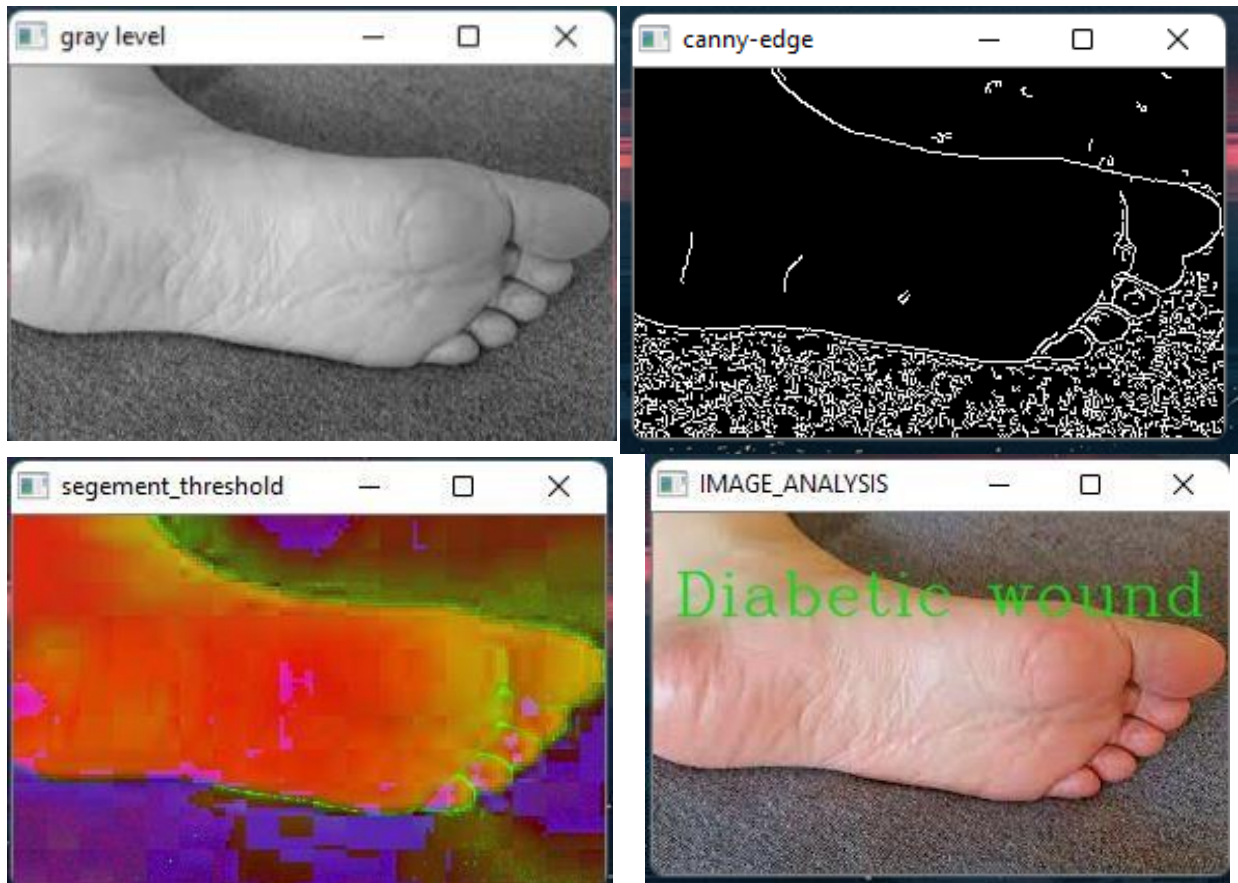 gray level
canny-edge
segement_threshold
IMAGE_ANALYSIS
Diabetic wound